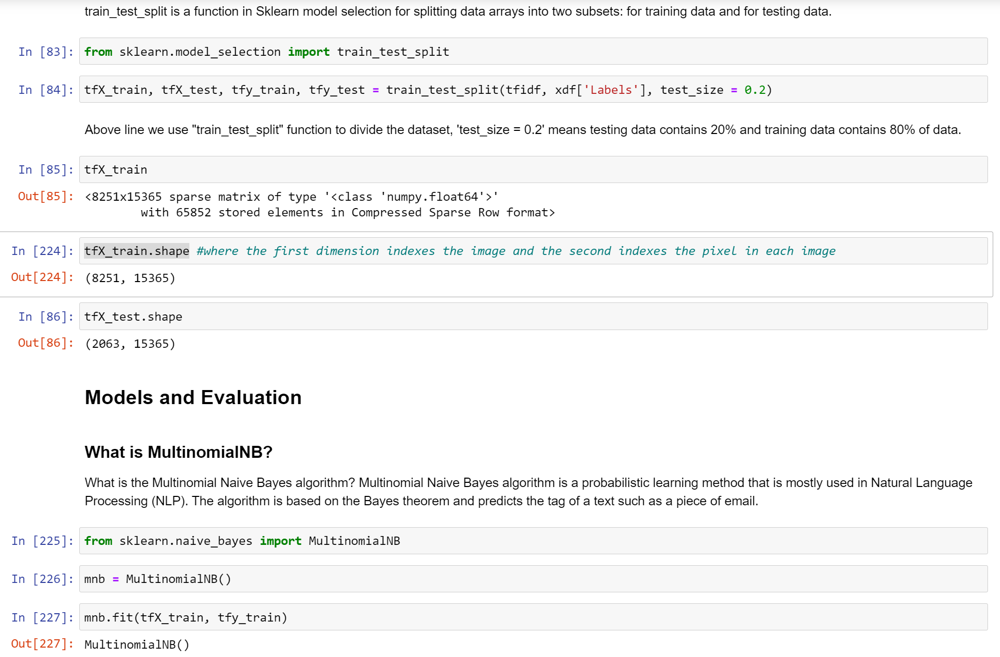 train_test_split is a function in Sklearn model selection for splitting data arrays into two subsets: for training data and for testing data.
In [83]: from sklearn.model_selection import train_test_split
In [84]: tfX_train, tfX_test, tfy_train, tfy_test = train_test_split(tfidf, xdf['Labels'], test_size = 0.2)
Above line we use "train_test_split" function to divide the dataset, 'test_size = 0.2' means testing data contains 20% and training data contains 80% of data.
In [85]: tfX_train
Out[85]: <8251x15365 sparse matrix of type '<class 'numpy.float64'>'
with 65852 stored elements in Compressed Sparse Row format>
In [224]: tfX_train.shape #where the first dimension indexes the image and the second indexes the pixel in each image
Out[224]: (8251, 15365)
In [86]: tfX_test.shape
Out[86]: (2063, 15365)
Models and Evaluation
What is MultinomialNB?
What is the Multinomial Naive Bayes algorithm? Multinomial Naive Bayes algorithm is a probabilistic learning method that is mostly used in Natural Language
Processing (NLP). The algorithm is based on the Bayes theorem and predicts the tag of a text such as a piece of email.
In [225]: from sklearn.naive_bayes import MultinomialNB
In [226]: mnb = MultinomialNB()
In [227]: mnb.fit(tfX_train, tfy_train)
Out[227]: MultinomialNB()